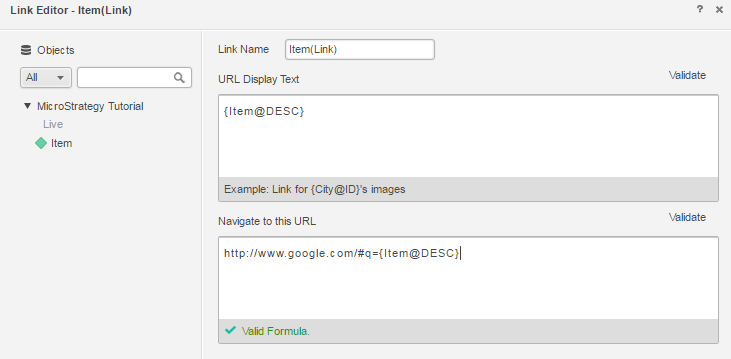 Link Editor - Item(Link)
? ×
Objects
All
MicroStrategy Tutorial
Live
Item
Link Name Item(Link)
URL Display Text Validate
{Item@DESC}
Example: Link for {City@ID}'s images
Navigate to this URL Validate
http://www.google.com/#q={Item@DESC}
Valid Formula.